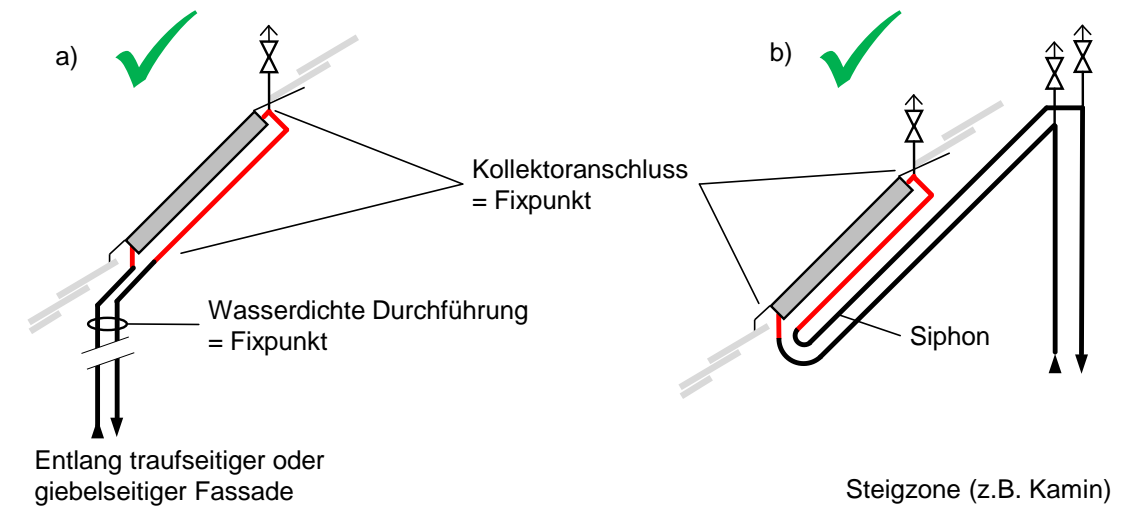 a)
b)
Kollektoranschluss
= Fixpunkt
Wasserdichte Durchführung
= Fixpunkt
Siphon
Entlang traufseitiger oder
giebelseitiger Fassade
Steigzone (z.B. Kamin)